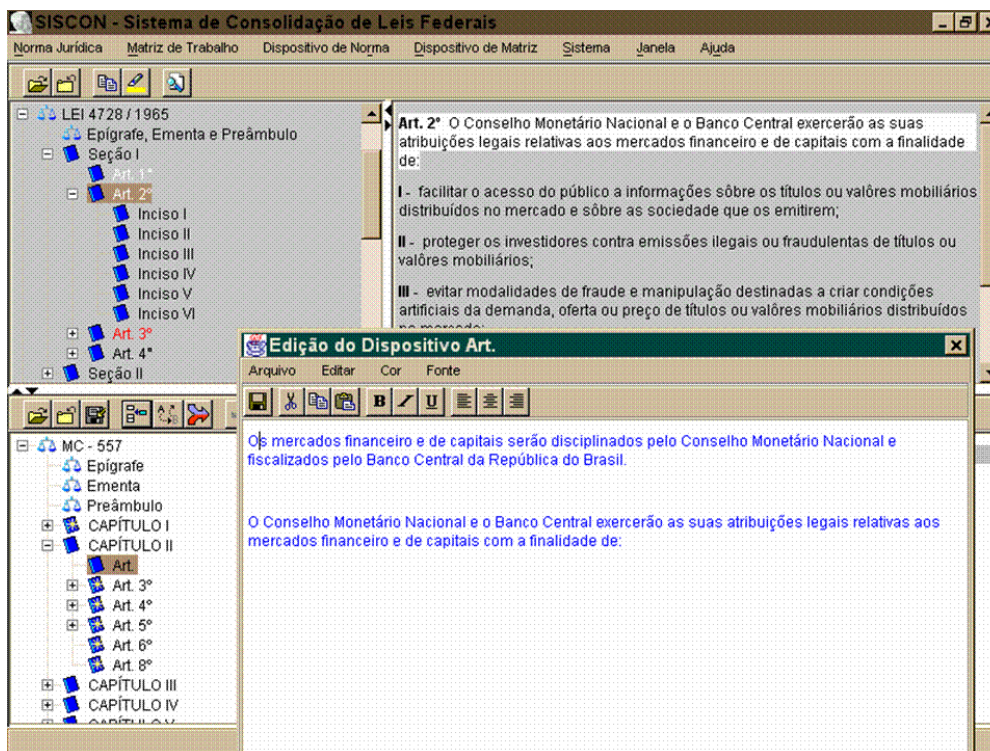 SISCON - Sistema de Consolidação de Leis Federais
Norma Jurídica Matriz de Trabalho Dispositivo de Norma Dispositivo de Matriz Sistema Janela Ajuda
LEI 4728 / 1965
Epígrafe, Ementa e Preâmbulo
Seção I
Art. 1°
Art. 2°
Inciso I
Inciso II
Inciso III
Inciso IV
Inciso V
Inciso VI
Art. 3°
Art. 4°
Seção II
Art. 2° O Conselho Monetário Nacional e o Banco Central exercerão as suas
atribuições legais relativas aos mercados financeiro e de capitais com a finalidade
de:
I - facilitar o acesso do público a informações sôbre os títulos ou valôres mobiliários
distribuídos no mercado e sôbre as sociedade que os emitirem;
II - proteger os investidores contra emissões ilegais ou fraudulentas de títulos ou
valôres mobiliários;
III - evitar modalidades de fraude e manipulação destinadas a criar condições
artificiais da demanda, oferta ou preço de títulos ou valôres mobiliários distribuídos
no mercado;
MC - 557
Epígrafe
Ementa
Preâmbulo
CAPÍTULO I
CAPÍTULO II
Art.
Art. 3º
Art. 4º
Art. 5º
Art. 6º
Art. 8º
CAPÍTULO III
CAPÍTULO IV
CAPÍTULO V
Edição do Dispositivo Art.
Arquivo Editar Cor Fonte
B I U
Os mercados financeiro e de capitais serão disciplinados pelo Conselho Monetário Nacional e
fiscalizados pelo Banco Central da República do Brasil.
O Conselho Monetário Nacional e o Banco Central exercerão as suas atribuições legais relativas aos
mercados financeiro e de capitais com a finalidade de: